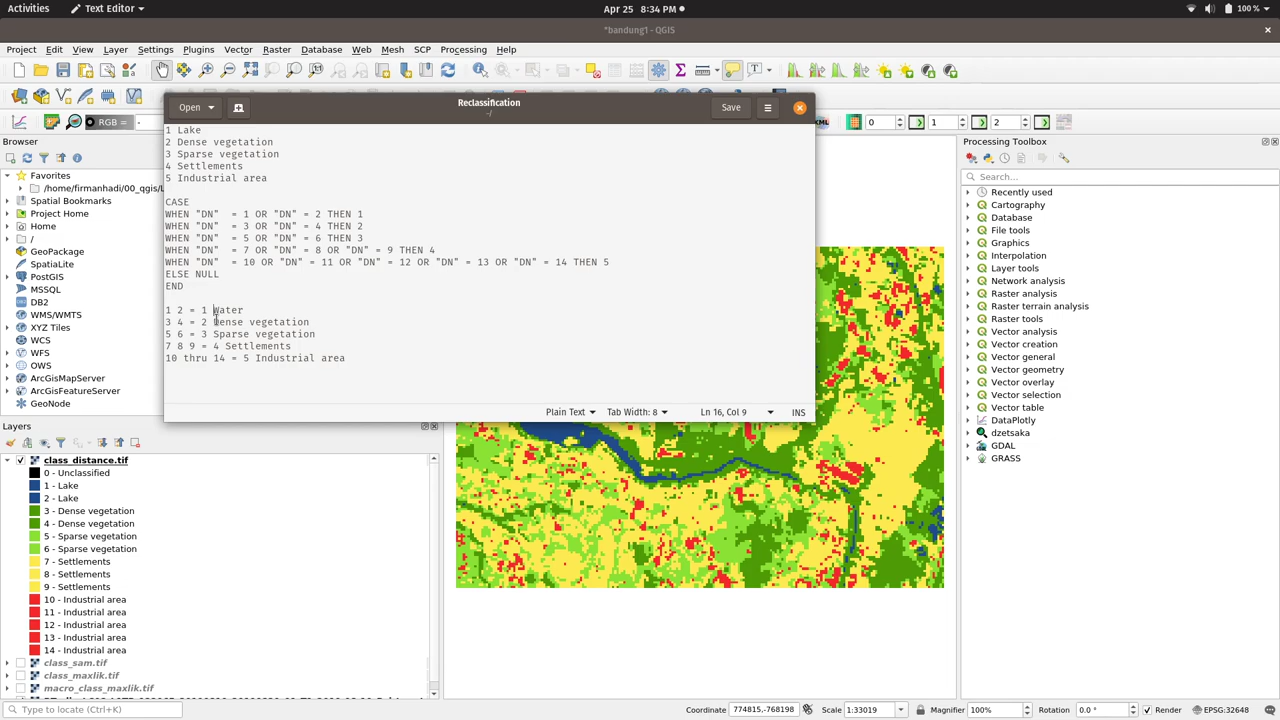 Activities
Text Editor
Apr 25 8:34 PM
100 %
*bandung1 - QGIS
Project Edit View Layer Settings Plugins Vector Raster Database Web Mesh SCP Processing Help
Open
Reclassification
~/
Save
RGB = -
0
1
2
1 Lake
2 Dense vegetation
3 Sparse vegetation
4 Settlements
5 Industrial area
CASE
WHEN "DN"  = 1 OR "DN" = 2 THEN 1
WHEN "DN"  = 3 OR "DN" = 4 THEN 2
WHEN "DN"  = 5 OR "DN" = 6 THEN 3
WHEN "DN"  = 7 OR "DN" = 8 OR "DN" = 9 THEN 4
WHEN "DN"  = 10 OR "DN" = 11 OR "DN" = 12 OR "DN" = 13 OR "DN" = 14 THEN 5
ELSE NULL
END
1 2 = 1 Water
3 4 = 2 Dense vegetation
5 6 = 3 Sparse vegetation
7 8 9 = 4 Settlements
10 thru 14 = 5 Industrial area
Plain Text
Tab Width: 8
Ln 16, Col 9
INS
Browser
Favorites
/home/firmanhadi/00_qgis/L
Spatial Bookmarks
Project Home
Home
/
GeoPackage
SpatiaLite
PostGIS
MSSQL
DB2
WMS/WMTS
XYZ Tiles
WCS
WFS
OWS
ArcGisMapServer
ArcGisFeatureServer
GeoNode
Layers
class_distance.tif
0 - Unclassified
1 - Lake
2 - Lake
3 - Dense vegetation
4 - Dense vegetation
5 - Sparse vegetation
6 - Sparse vegetation
7 - Settlements
8 - Settlements
9 - Settlements
10 - Industrial area
11 - Industrial area
12 - Industrial area
13 - Industrial area
14 - Industrial area
class_sam.tif
class_maxlik.tif
macro_class_maxlik.tif
Processing Toolbox
Search...
Recently used
Cartography
Database
File tools
Graphics
Interpolation
Layer tools
Network analysis
Raster analysis
Raster terrain analysis
Raster tools
Vector analysis
Vector creation
Vector general
Vector geometry
Vector overlay
Vector selection
Vector table
DataPlotly
dzetsaka
GDAL
GRASS
Type to locate (Ctrl+K)
Coordinate 774815,-768198
Scale 1:33019
Magnifier 100%
Rotation 0.0 °
Render
EPSG:32648